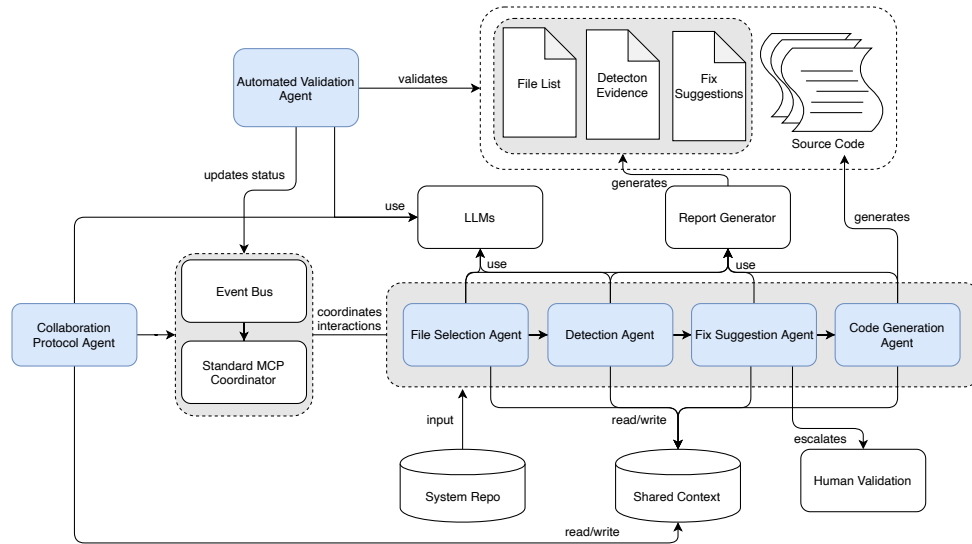 Automated Validation
Agent
validates
File List
Detecton
Evidence
Fix
Suggestions
Source Code
updates status
generates
use
LLMs
Report Generator
generates
use
use
Event Bus
coordinates
interactions
Collaboration
Protocol Agent
Standard MCP
Coordinator
File Selection Agent
Detection Agent
Fix Suggestion Agent
Code Generation
Agent
input
read/write
escalates
System Repo
Shared Context
Human Validation
read/write